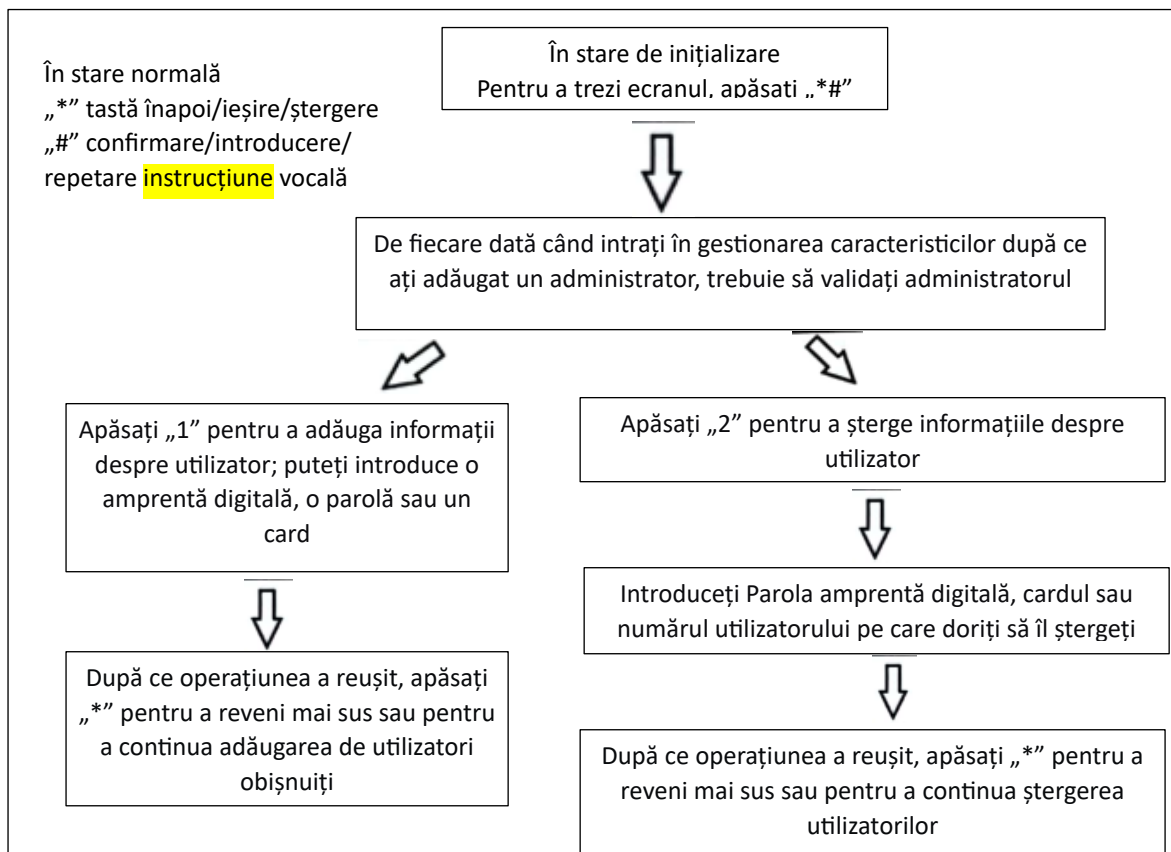 În stare de inițializare
Pentru a trezi ecranul, apăsați „*#”
În stare normală
„*” tastă înapoi/ieșire/ștergere
„#” confirmare/introducere/
repetare instrucțiune vocală
De fiecare dată când intrați în gestionarea caracteristicilor după ce
ați adăugat un administrator, trebuie să validați administratorul
Apăsați „1” pentru a adăuga informații
despre utilizator; puteți introduce o
amprentă digitală, o parolă sau un
card
După ce operațiunea a reușit, apăsați
„*” pentru a reveni mai sus sau pentru
a continua adăugarea de utilizatori
obișnuiți
Apăsați „2” pentru a șterge informațiile despre
utilizator
Introduceți Parola amprentă digitală, cardul sau
numărul utilizatorului pe care doriți să îl ștergeți
După ce operațiunea a reușit, apăsați „*” pentru a
reveni mai sus sau pentru a continua ștergerea
utilizatorilor